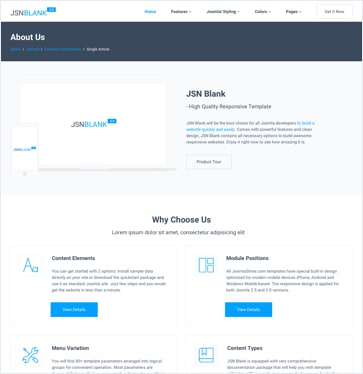 JSNBLANK
Home Features Joomla! Styling Colors Pages Get It Now
About Us
Home Joomla Content Components Single Article
JSNBLANK
JSNBLANK
JSN Blank
- High Quality Responsive Template
JSN Blank will be the best choice for all Joomla developers to build a
website quickly and easily. Comes with powerful features and clean
design, JSN Blank contains all necessary options to build awesome
responsive websites. Enjoy it right now to see how amazing it is.
Product Tour
Why Choose Us
Lorem ipsum dolor sit amet, consectetur adipisicing elit
Content Elements
You can get started with 2 options: Install sample data
directly on your site or download the quickstart package and
use it as standard Joomla site. Just few steps and you would
get the website in less than a minute.
View Details
Module Positions
All JoomlaShine.com templates have special built-in design
optimized for modern mobile devices iPhone, Android and
Windows Mobile-based. The responsive design is applied for
both Joomla 2.5 and 3.0 versions.
View Details
Menu Variation
You will find 60+ template parameters arranged into logical
groups for convenient operation. Most parameters are
Content Types
JSN Blank is equipped with very comprehensive
documentation package that will help you with template